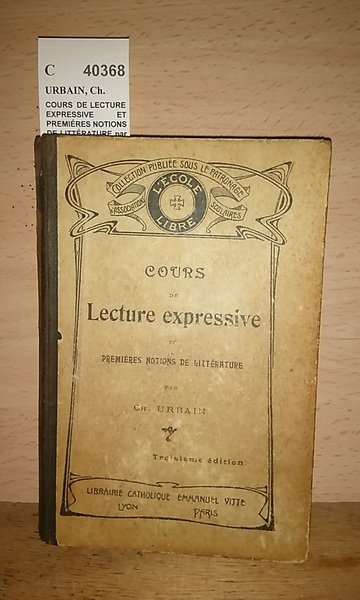 C 40368
URBAIN, Ch.
COURS DE LECTURE
EXPRESSIVE ET
PREMIÈRES NOTIONS
DE LITTÉRATURE par
COLLECTION PUBLIÉE SOUS LE PATRONAGE
D'ASSOCIATION SCOLAIRES
L'ÉCOLE
LIBRE
COURS
DE
Lecture expressive
ET
PREMIÈRES NOTIONS DE LITTÉRATURE
PAR
CH. URBAIN
Treizième édition
LIBRAIRIE CATHOLIQUE EMMANUEL VITTE
LYON PARIS